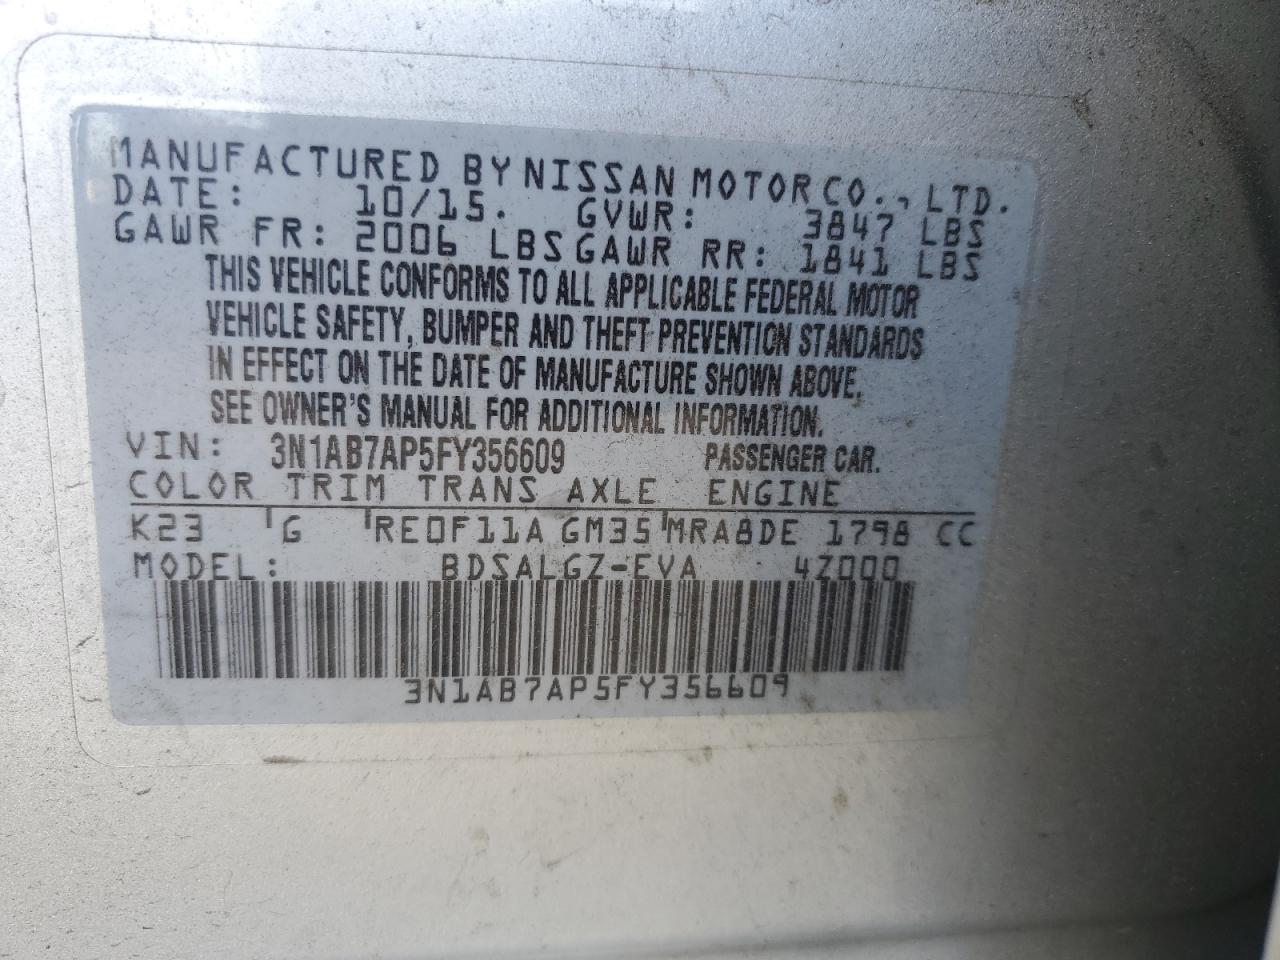 MANUFACTURED BY NISSAN MOTOR CO., LTD.
DATE: 10/15. GVWR: 3847 LBS
GAWR FR: 2006 LBS GAWR RR: 1841 LBS
THIS VEHICLE CONFORMS TO ALL APPLICABLE FEDERAL MOTOR
VEHICLE SAFETY, BUMPER AND THEFT PREVENTION STANDARDS
IN EFFECT ON THE DATE OF MANUFACTURE SHOWN ABOVE.
SEE OWNER'S MANUAL FOR ADDITIONAL INFORMATION.
VIN: 3N1AB7AP5FY356609 PASSENGER CAR.
COLOR TRIM TRANS AXLE ENGINE
K23 G RE0F11A GM35 MRA8DE 1798 CC
MODEL: BDSALGZ-EVA 4Z000
3N1AB7AP5FY356609